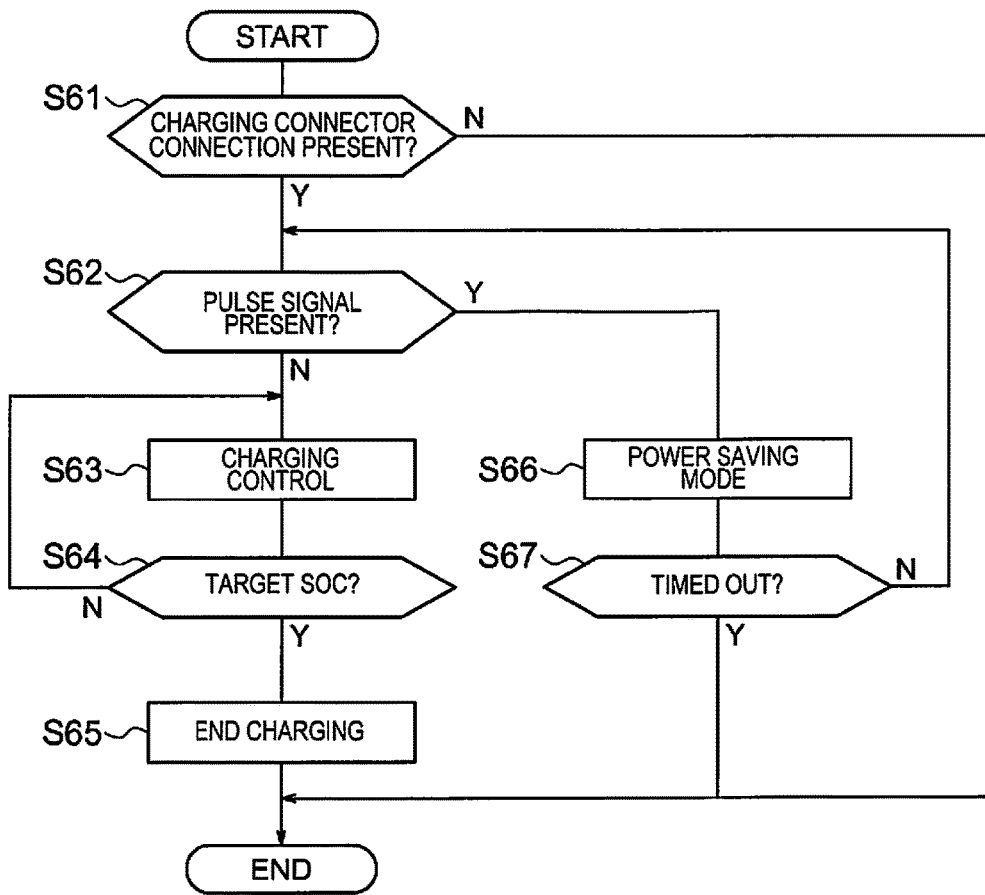 START
S61
CHARGING CONNECTOR
CONNECTION PRESENT?
N
Y
S62
PULSE SIGNAL
PRESENT?
Y
N
S63
CHARGING
CONTROL
S66
POWER SAVING
MODE
S64
TARGET SOC?
N
Y
S67
TIMED OUT?
N
Y
S65
END CHARGING
END